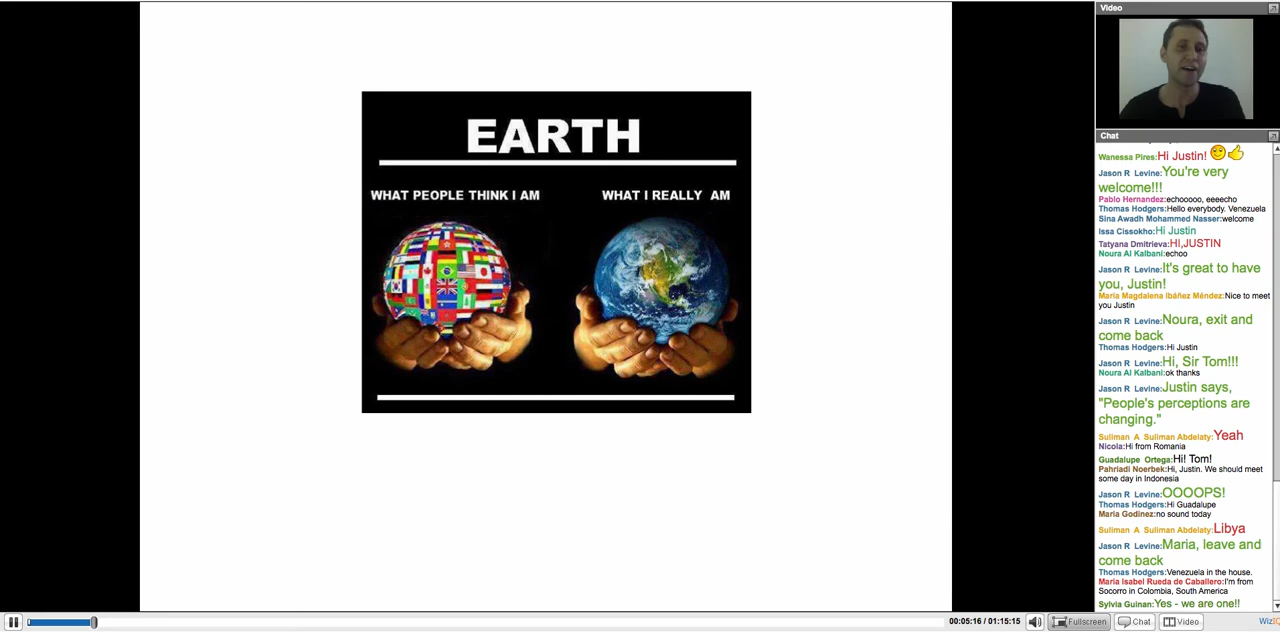 EARTH
WHAT PEOPLE THINK I AM
WHAT I REALLY AM
Video
Chat
Wanessa Pires:Hi Justin!
Jason R Levine:You're very
welcome!!!
Pablo Hernandez:echooooo, eeeecho
Thomas Hodgers:Hello everybody. Venezuela
Sina Awadh Mohammed Nasser:welcome
Issa Cissokho:Hi Justin
Tatyana Dmitrieva:HI,JUSTIN
Noura Al Kalbani:echoo
Jason R Levine:It's great to have
you, Justin!
María Magdalena Ibáñez Méndez:Nice to meet
you Justin
Jason R Levine:Noura, exit and
come back
Thomas Hodgers:Hi Justin
Jason R Levine:Hi, Sir Tom!!!
Noura Al Kalbani:ok thanks
Jason R Levine:Justin says,
"People's perceptions are
changing."
Suliman A Suliman Abdelaty:Yeah
Nicola:Hi from Romania
Guadalupe Ortega:Hi! Tom!
Pahriadi Noerbek:Hi, Justin. We should meet
some day in Indonesia
Jason R Levine:OOOOPS!
Thomas Hodgers:Hi Guadalupe
Maria Godinez:no sound today
Suliman A Suliman Abdelaty:Libya
Jason R Levine:Maria, leave and
come back
Thomas Hodgers:Venezuela in the house.
Maria Isabel Rueda de Caballero:I'm from
Socorro in Colombia, South America
Sylvia Guinan:Yes - we are one!!
00:05:16 / 01:15:15
Fullscreen
Chat
Video
WizIQ